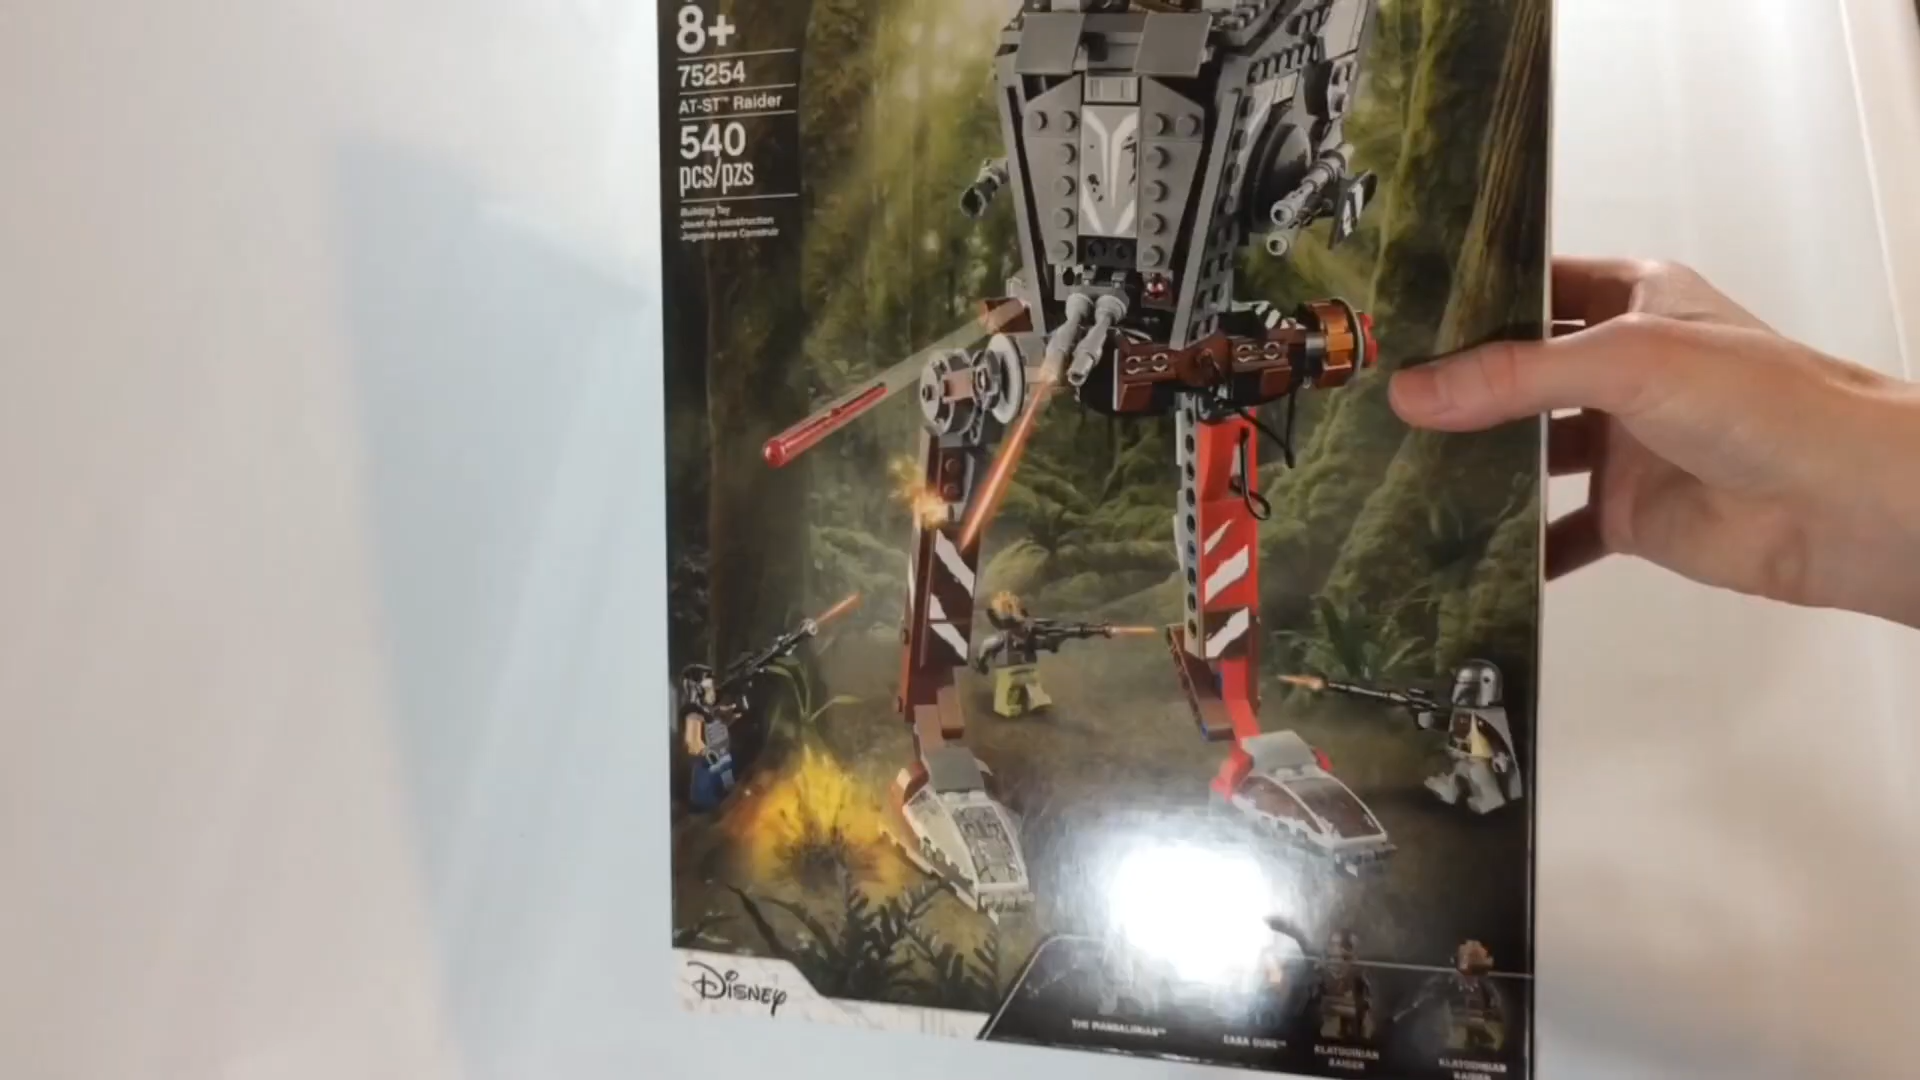 8+
75254
AT-ST™ Raider
540
pcs/pzs
Building Toy
Jouet de construction
Juguete para Construir
Disney
THE MANDALORIAN™
CARA DUNE™
KLATOOINIAN
RAIDER
KLATOOINIAN
RAIDER